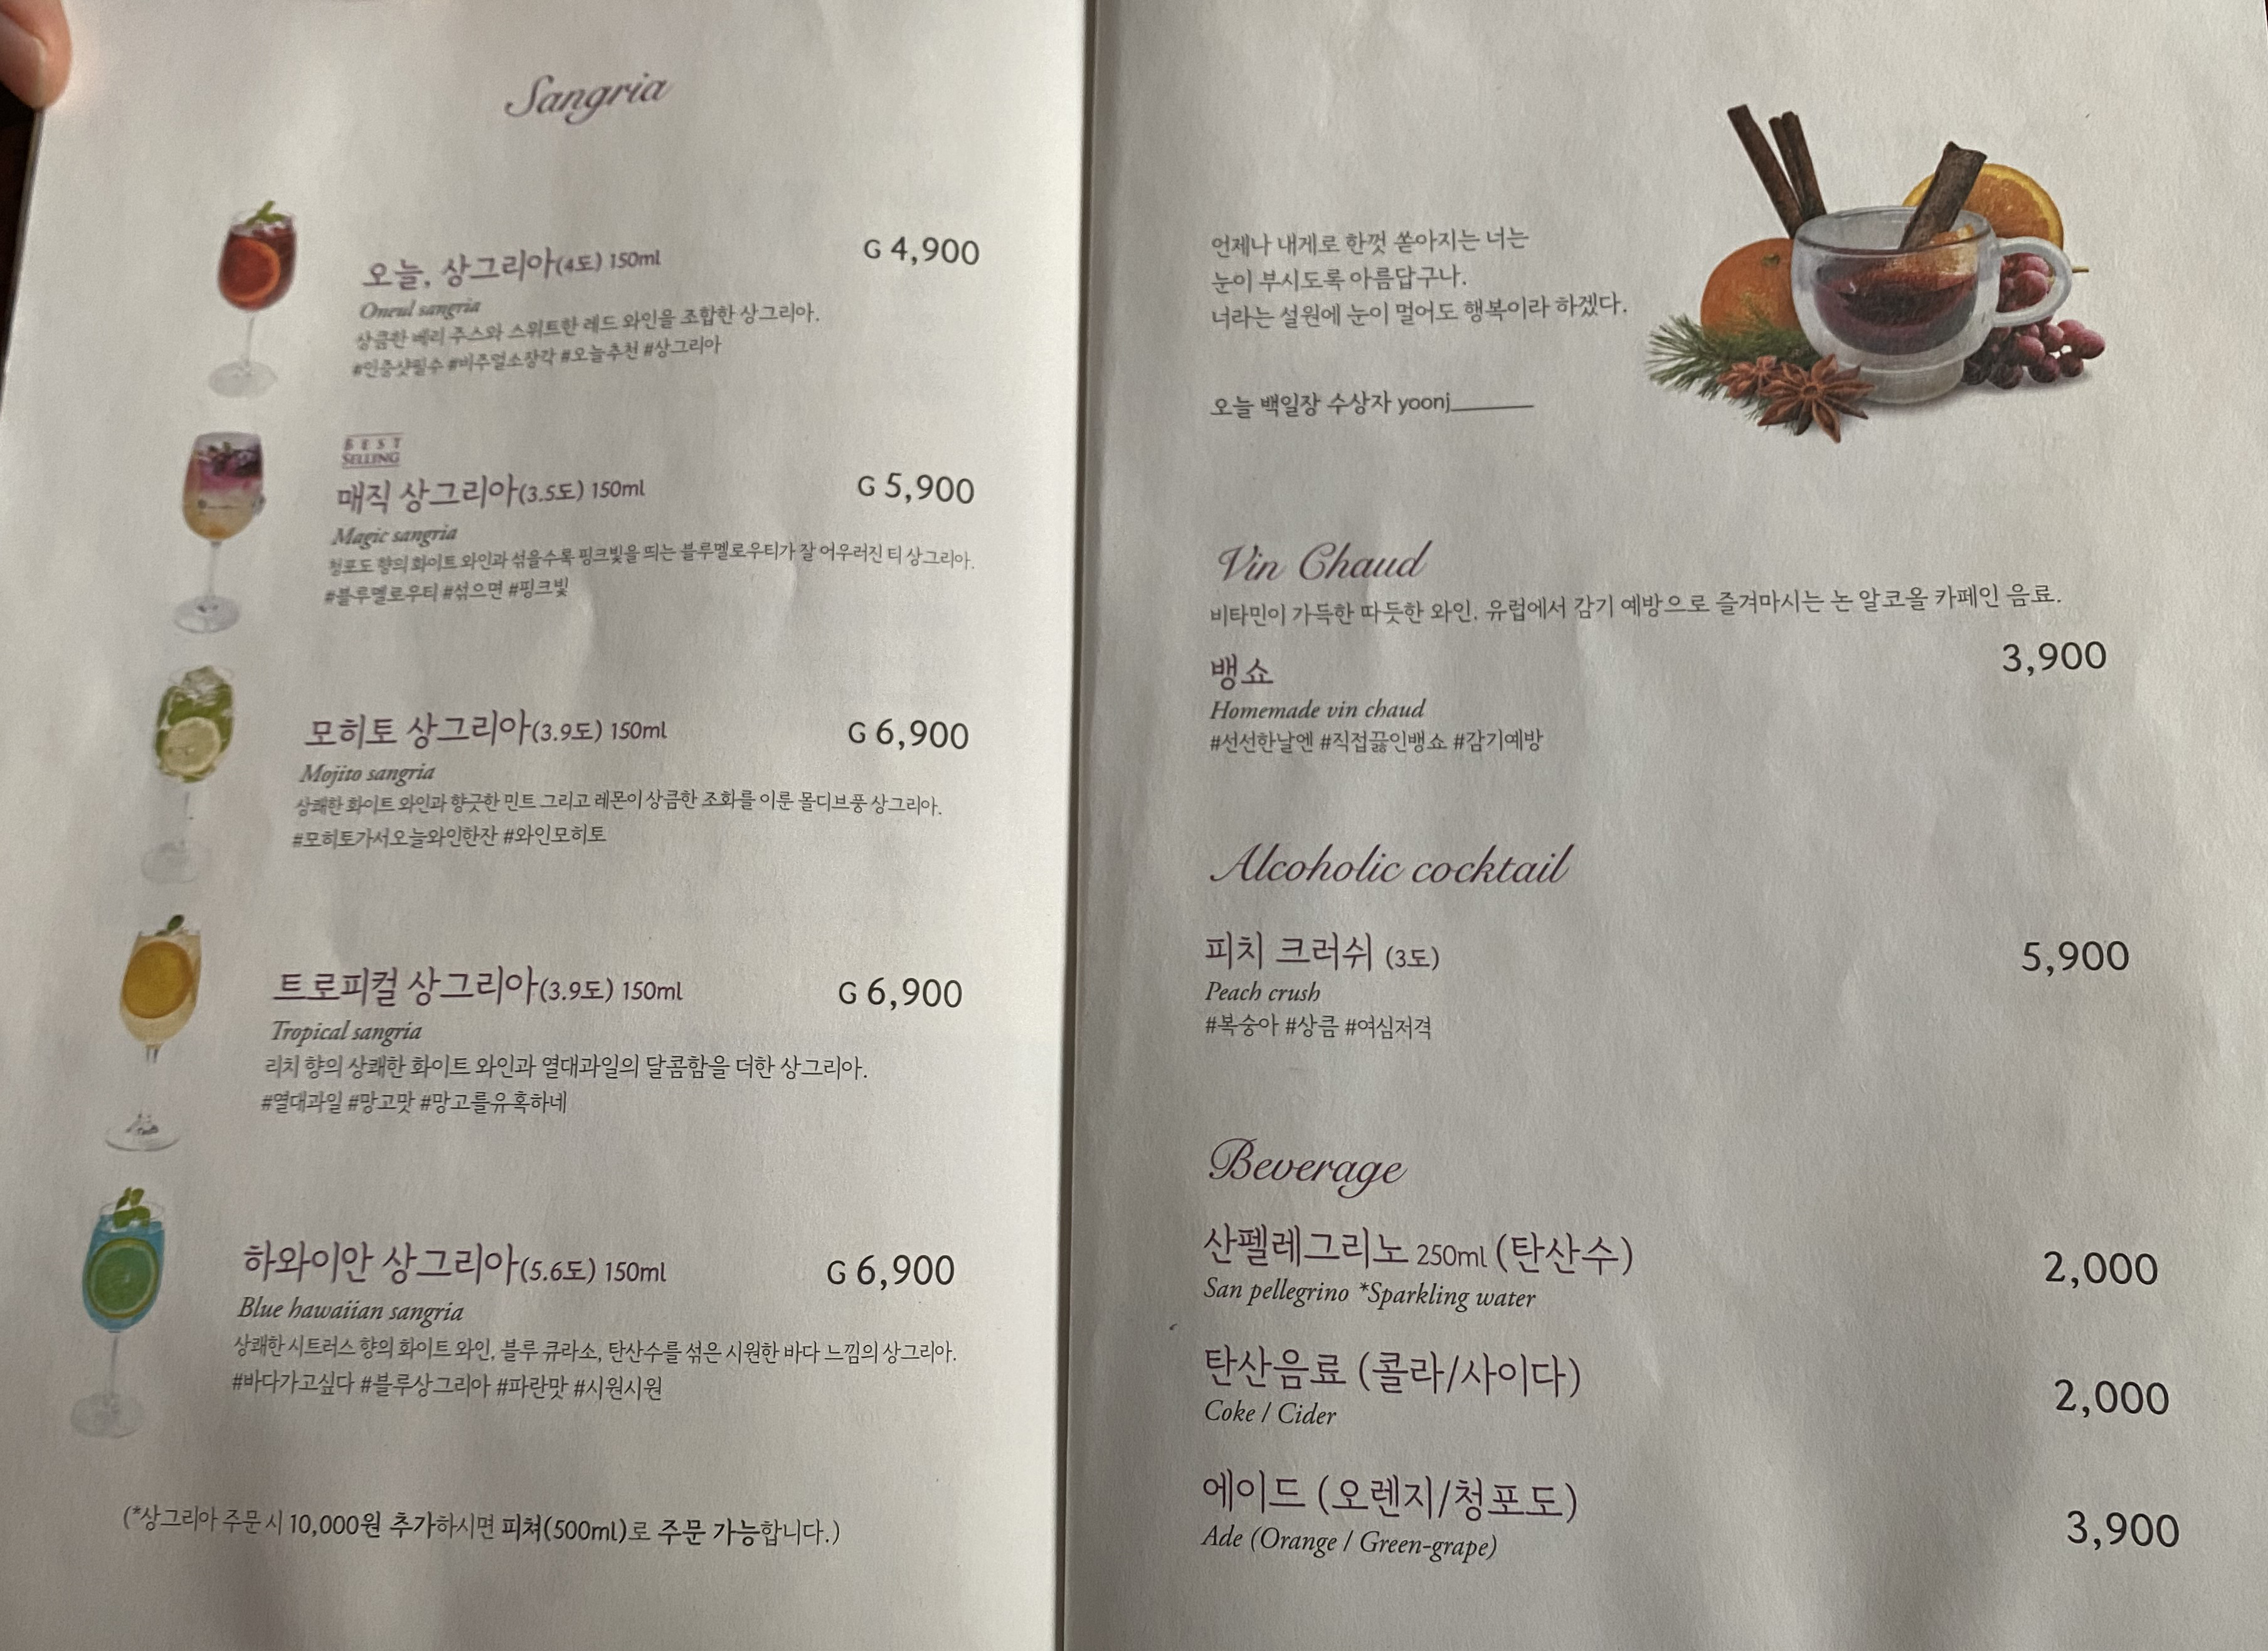 Sangria
오늘, 상그리아(4도) 150ml G 4,900
Oneul sangria
상큼한 베리 주스와 스위트한 레드 와인을 조합한 상그리아.
#인증샷필수 #비주얼소장각 #오늘추천 #상그리아
BEST
SELLING
매직 상그리아(3.5도) 150ml G 5,900
Magic sangria
청포도 향의 화이트 와인과 섞을수록 핑크빛을 띄는 블루멜로우티가 잘 어우러진 티 상그리아.
#블루멜로우티 #섞으면 #핑크빛
모히토 상그리아(3.9도) 150ml G 6,900
Mojito sangria
상쾌한 화이트 와인과 향긋한 민트 그리고 레몬이 상큼한 조화를 이룬 몰디브풍 상그리아.
#모히토가서오늘와인한잔 #와인모히토
트로피컬 상그리아(3.9도) 150ml G 6,900
Tropical sangria
리치 향의 상쾌한 화이트 와인과 열대과일의 달콤함을 더한 상그리아.
#열대과일 #망고맛 #망고를유혹하네
하와이안 상그리아(5.6도) 150ml G 6,900
Blue hawaiian sangria
상쾌한 시트러스 향의 화이트 와인, 블루 큐라소, 탄산수를 섞은 시원한 바다 느낌의 상그리아.
#바다가고싶다 #블루상그리아 #파란맛 #시원시원
(*상그리아 주문 시 10,000원 추가하시면 피쳐(500ml)로 주문 가능합니다.)
언제나 내게로 한껏 쏟아지는 너는
눈이 부시도록 아름답구나.
너라는 설원에 눈이 멀어도 행복이라 하겠다.
오늘 백일장 수상자 yoonj______
Vin Chaud
비타민이 가득한 따듯한 와인. 유럽에서 감기 예방으로 즐겨마시는 논 알코올 카페인 음료.
뱅쇼 3,900
Homemade vin chaud
#선선한날엔 #직접끓인뱅쇼 #감기예방
Alcoholic cocktail
피치 크러쉬 (3도) 5,900
Peach crush
#복숭아 #상큼 #여심저격
Beverage
산펠레그리노 250ml (탄산수) 2,000
San pellegrino *Sparkling water
탄산음료 (콜라/사이다) 2,000
Coke / Cider
에이드 (오렌지/청포도) 3,900
Ade (Orange / Green-grape)